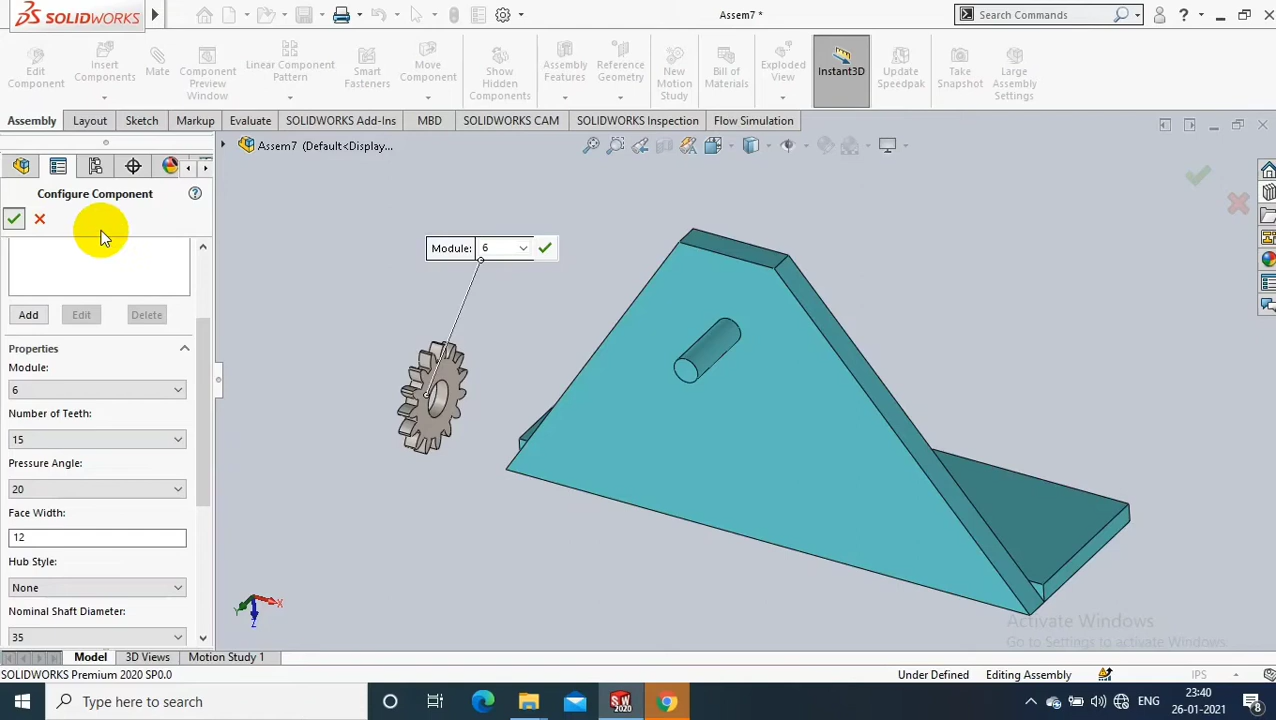 SOLIDWORKS
Assem7 *
Search Commands
Edit
Component
Insert
Components
Mate
Component
Preview
Window
Linear Component
Pattern
Smart
Fasteners
Move
Component
Show
Hidden
Components
Assembly
Features
Reference
Geometry
New
Motion
Study
Bill of
Materials
Exploded
View
Instant3D
Update
Speedpak
Take
Snapshot
Large
Assembly
Settings
Assembly
Layout
Sketch
Markup
Evaluate
SOLIDWORKS Add-Ins
MBD
SOLIDWORKS CAM
SOLIDWORKS Inspection
Flow Simulation
Assem7 (Default<Display...
Configure Component
Add
Edit
Delete
Properties
Module:
6
Number of Teeth:
15
Pressure Angle:
20
Face Width:
12
Hub Style:
None
Nominal Shaft Diameter:
35
Module: 6
X
Y
Z
Activate Windows
Go to Settings to activate Windows.
Model
3D Views
Motion Study 1
SOLIDWORKS Premium 2020 SP0.0
Under Defined
Editing Assembly
IPS
Type here to search
SW
2020
ENG
23:40
26-01-2021
8